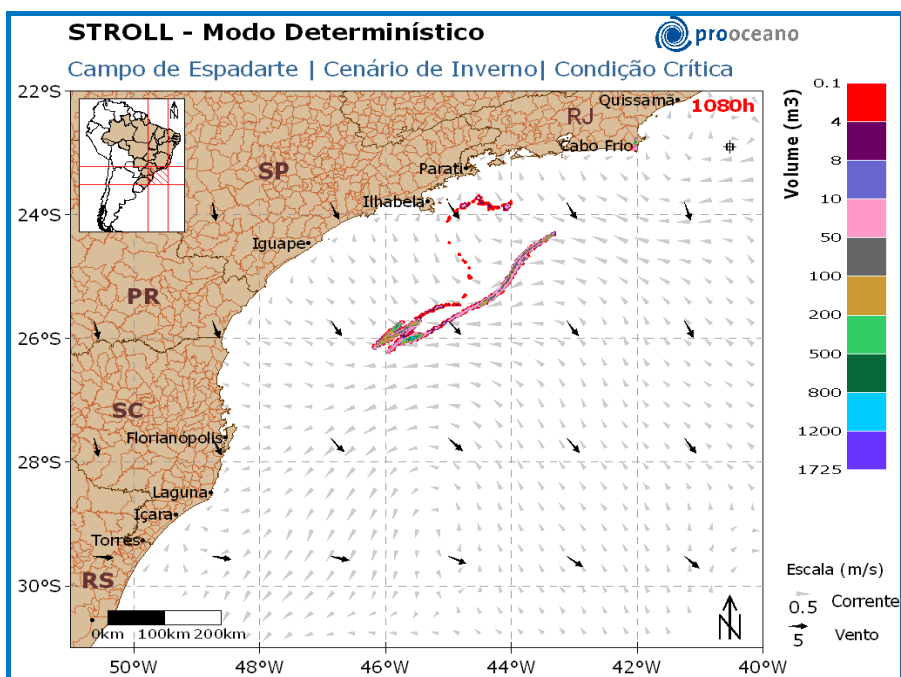 STROLL - Modo Determinístico
prooceano
Campo de Espadarte | Cenário de Inverno| Condição Crítica
22°S
24°S
26°S
28°S
30°S
N
Quissamã
1080h
RJ
Cabo Frio
SP
Parati
Ilhabela
Iguape
PR
SC
Florianópolis
Laguna
Içara
Torres
RS
0km 100km 200km
N
50°W 48°W 46°W 44°W 42°W 40°W
Volume (m3)
0.1
4
8
10
50
100
200
500
800
1200
1725
Escala (m/s)
0.5 Corrente
5 Vento